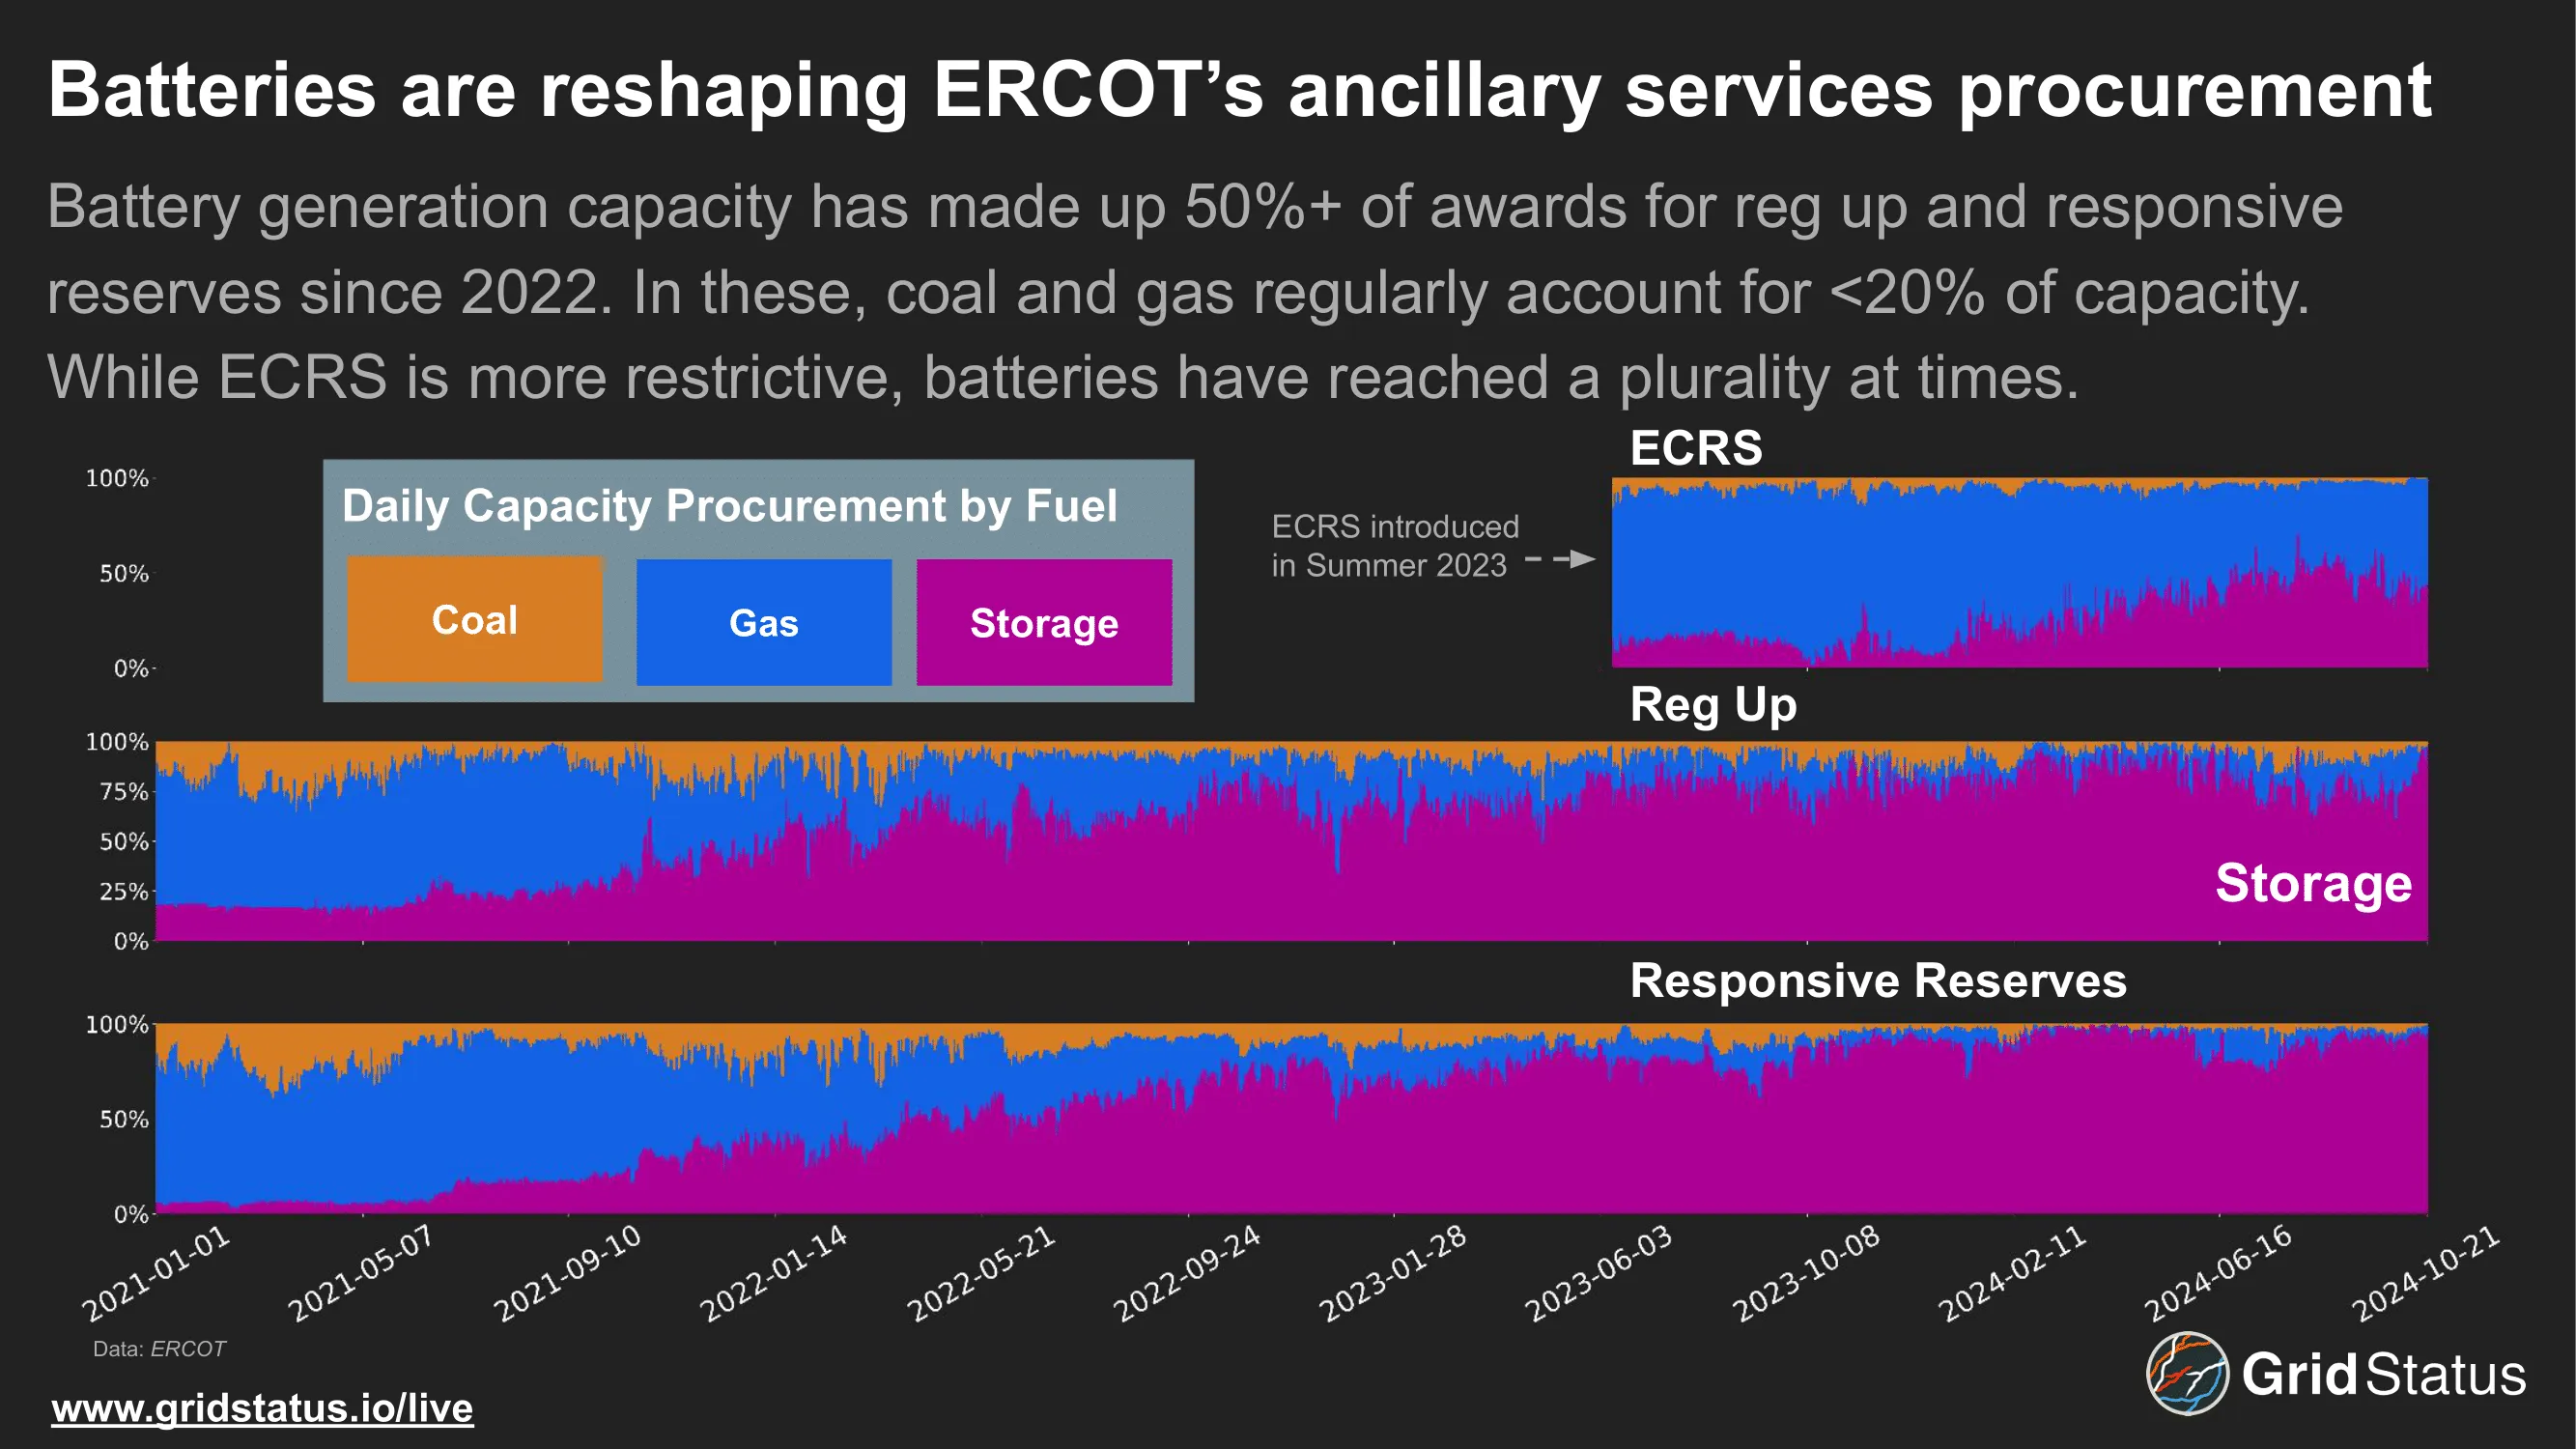 Batteries are reshaping ERCOT’s ancillary services procurement
Battery generation capacity has made up 50%+ of awards for reg up and responsive
reserves since 2022. In these, coal and gas regularly account for <20% of capacity.
While ECRS is more restrictive, batteries have reached a plurality at times.
ECRS
100%
50%
0%
Daily Capacity Procurement by Fuel
Coal
Gas
Storage
ECRS introduced
in Summer 2023
Reg Up
100%
75%
50%
25%
0%
Storage
Responsive Reserves
100%
50%
0%
2021-01-01
2021-05-07
2021-09-10
2022-01-14
2022-05-21
2022-09-24
2023-01-28
2023-06-03
2023-10-08
2024-02-11
2024-06-16
2024-10-21
Data: ERCOT
www.gridstatus.io/live
GridStatus